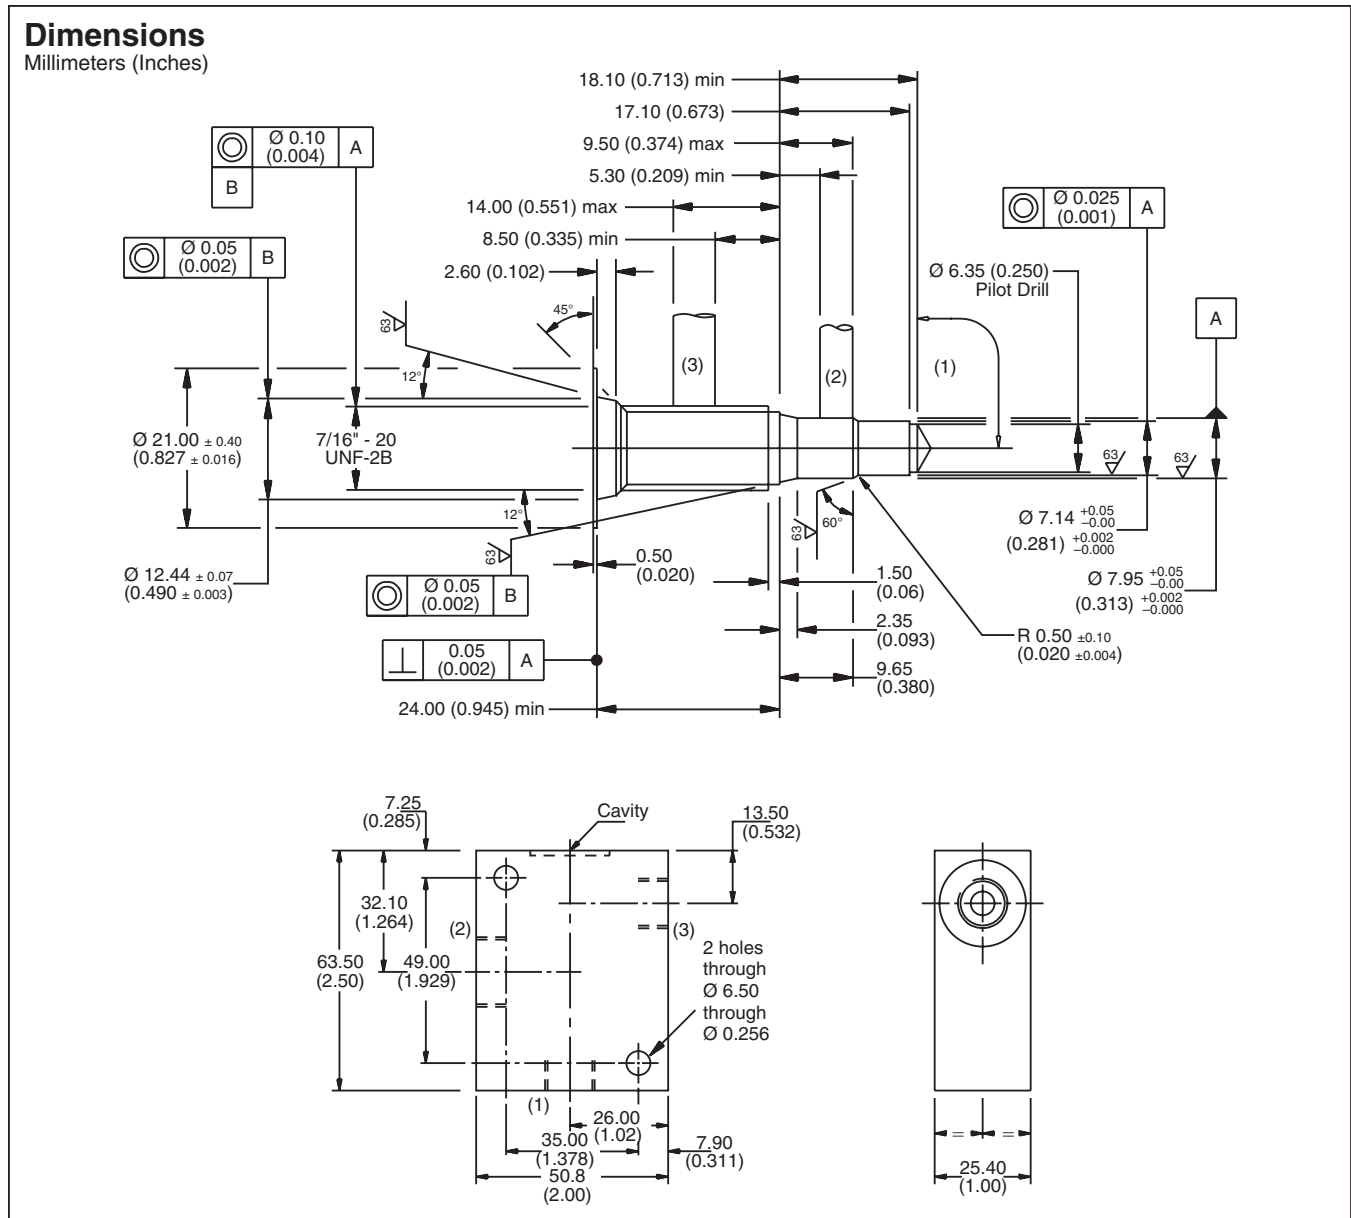 Dimensions
Millimeters (Inches)
18.10 (0.713) min
17.10 (0.673)
9.50 (0.374) max
5.30 (0.209) min
14.00 (0.551) max
8.50 (0.335) min
2.60 (0.102)
Ø 0.10
(0.004)
A
B
Ø 0.05
(0.002)
B
Ø 0.025
(0.001)
A
Ø 6.35 (0.250)
Pilot Drill
A
63
45°
12°
(3)
(2)
(1)
Ø 21.00 ± 0.40
(0.827 ± 0.016)
7/16" - 20
UNF-2B
63
63
12°
63
63
60°
Ø 7.14 +0.05 −0.00
(0.281) +0.002 −0.000
Ø 7.95 +0.05 −0.00
(0.313) +0.002 −0.000
Ø 12.44 ± 0.07
(0.490 ± 0.003)
0.50
(0.020)
Ø 0.05
(0.002)
B
1.50
(0.06)
2.35
(0.093)
R 0.50 ±0.10
(0.020 ±0.004)
0.05
(0.002)
A
9.65
(0.380)
24.00 (0.945) min
7.25
(0.285)
Cavity
13.50
(0.532)
32.10
(1.264)
(2)
(3)
63.50
(2.50)
49.00
(1.929)
2 holes
through
Ø 6.50
through
Ø 0.256
(1)
26.00
(1.02)
35.00
(1.378)
7.90
(0.311)
50.8
(2.00)
= =
25.40
(1.00)